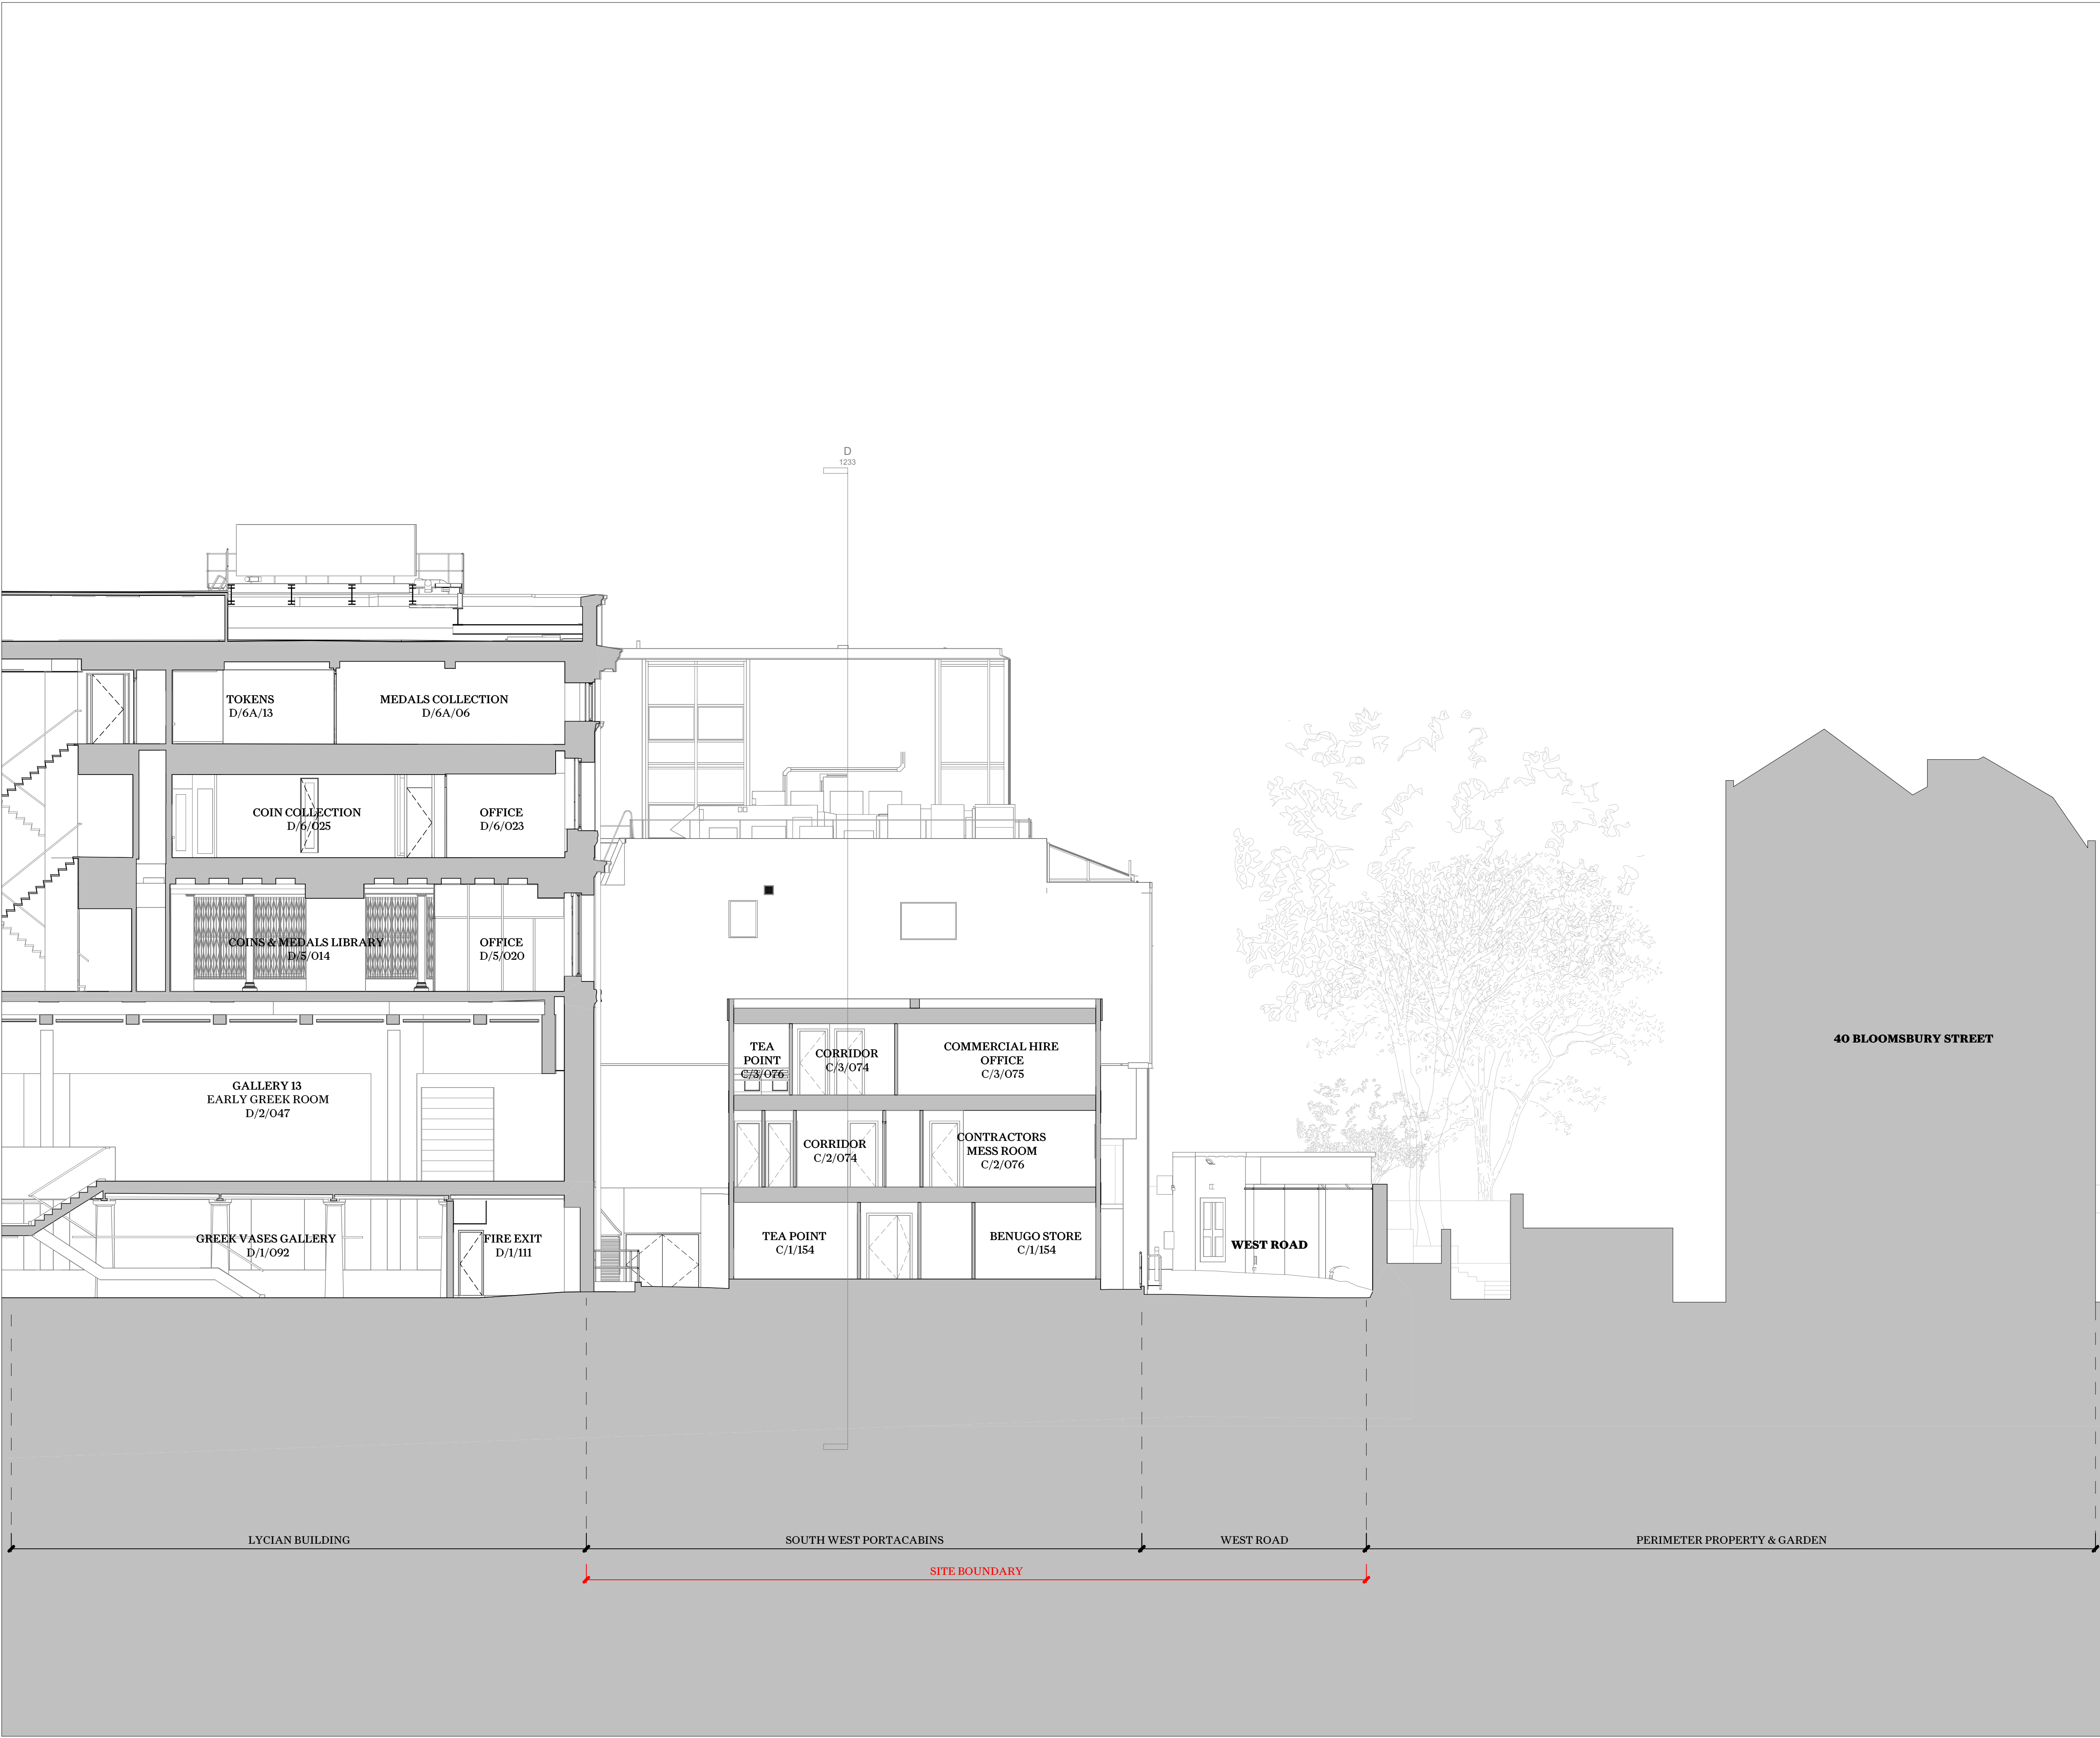 D
1233
TOKENS
D/6A/13
MEDALS COLLECTION
D/6A/06
COIN COLLECTION
D/6/025
OFFICE
D/6/023
COINS & MEDALS LIBRARY
D/5/014
OFFICE
D/5/020
TEA
POINT
C/3/076
CORRIDOR
C/3/074
COMMERCIAL HIRE
OFFICE
C/3/075
40 BLOOMSBURY STREET
GALLERY 13
EARLY GREEK ROOM
D/2/047
CORRIDOR
C/2/074
CONTRACTORS
MESS ROOM
C/2/076
GREEK VASES GALLERY
D/1/092
FIRE EXIT
D/1/111
TEA POINT
C/1/154
BENUGO STORE
C/1/154
WEST ROAD
LYCIAN BUILDING
SOUTH WEST PORTACABINS
WEST ROAD
PERIMETER PROPERTY & GARDEN
SITE BOUNDARY